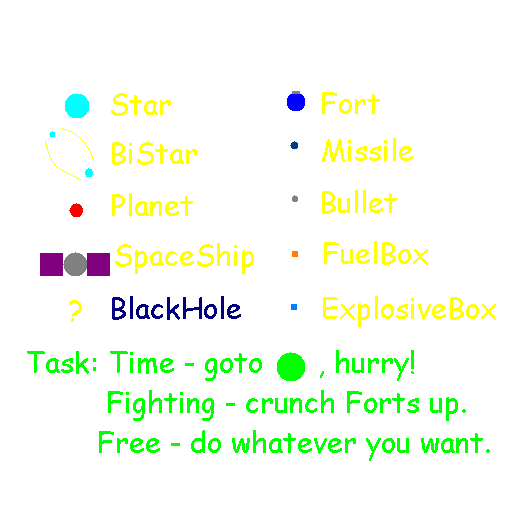 Star
Fort
BiStar
Missile
Planet
Bullet
SpaceShip
FuelBox
? BlackHole
ExplosiveBox
Task: Time - goto , hurry!
Fighting - crunch Forts up.
Free - do whatever you want.